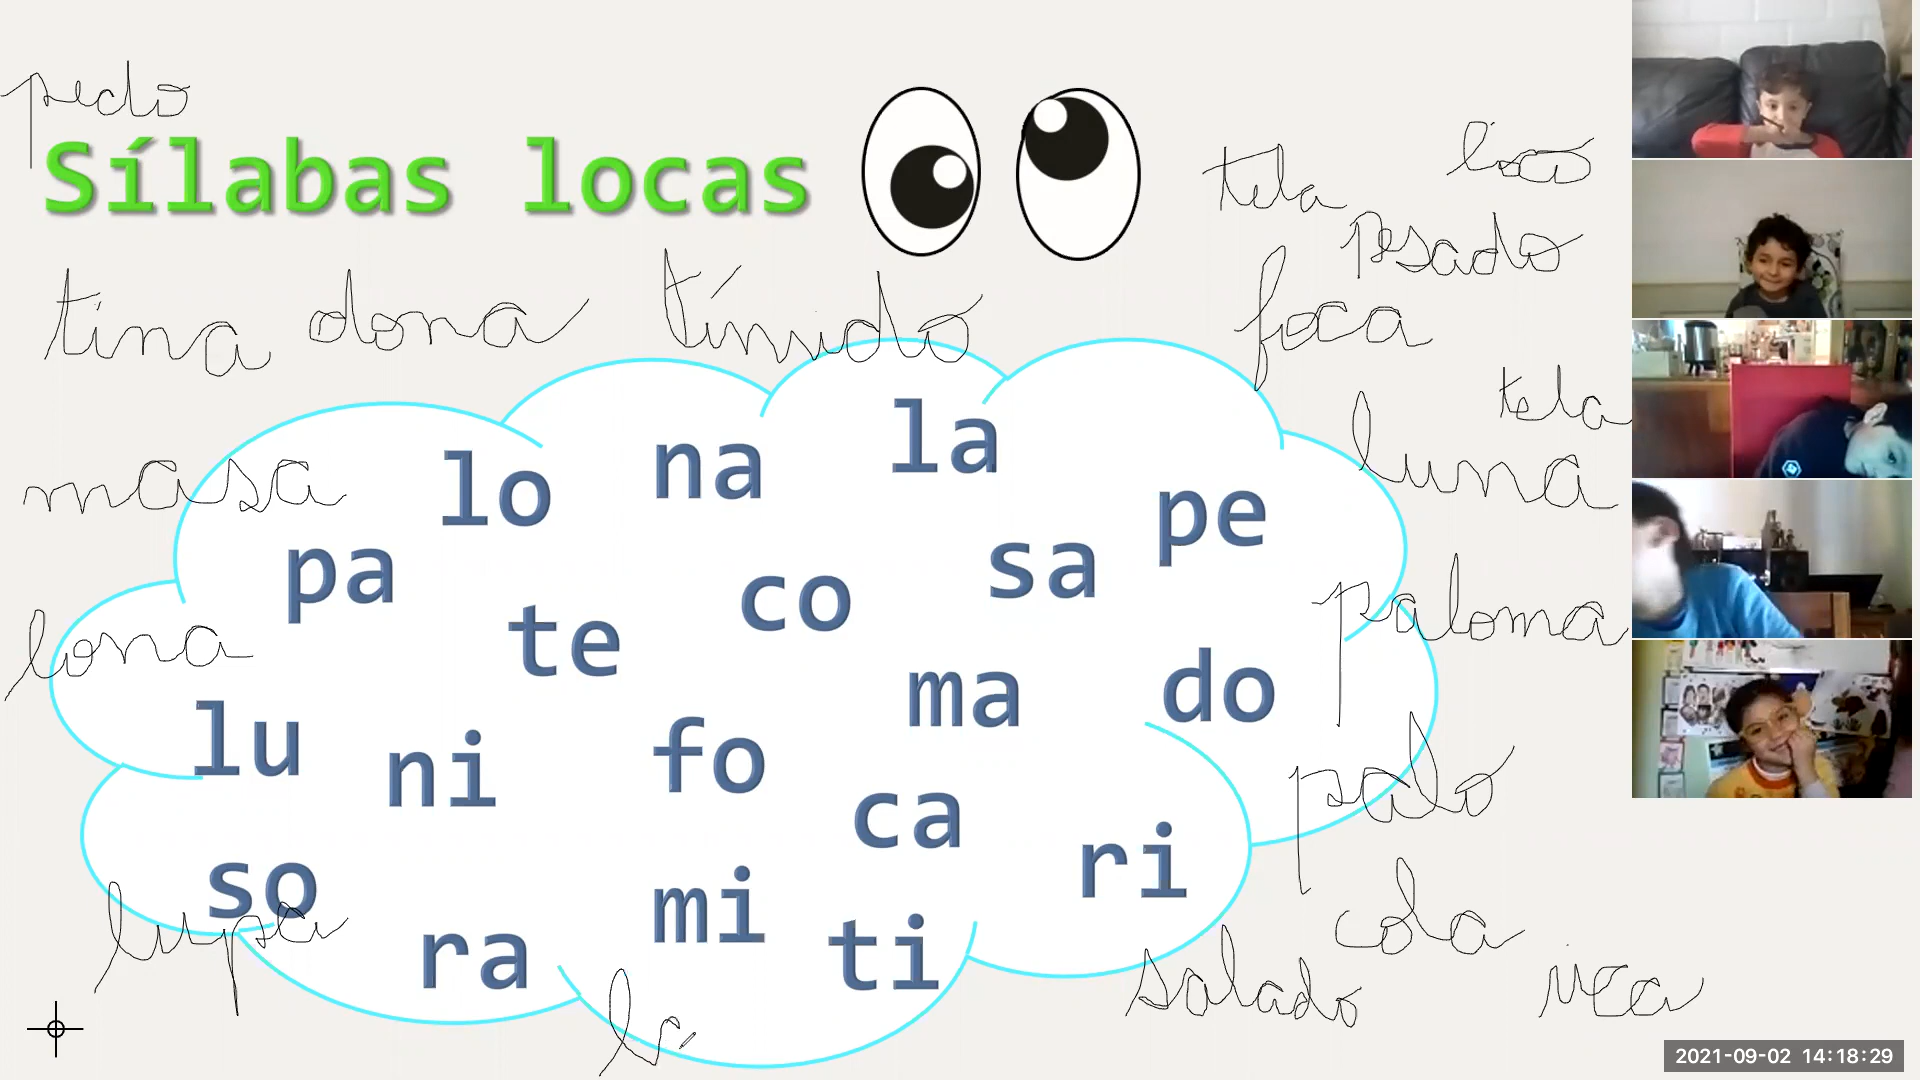 pedo
Sílabas locas
tela
loco
pesado
tina dona tímido
foca
tela
luna
masa
lo na la pe
pa te co sa
lona
paloma
lu ni fo ma do
palo
so ra mi ca ri
lupa
ti
cola
salado
2021-09-02 14:18:29